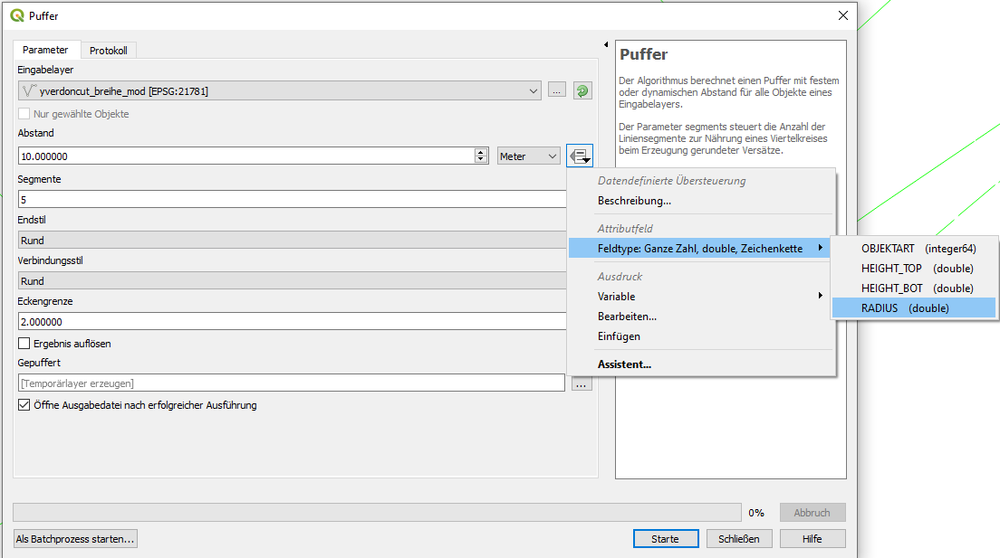 Puffer
Parameter
Protokoll
Eingabelayer
yverdoncut_breihe_mod [EPSG:21781]
...
Nur gewählte Objekte
Abstand
10.000000
Meter
Segmente
5
Endstil
Rund
Verbindungsstil
Rund
Eckengrenze
2.000000
Ergebnis auflösen
Gepuffert
[Temporärlayer erzeugen]
...
Öffne Ausgabedatei nach erfolgreicher Ausführung
Puffer
Der Algorithmus berechnet einen Puffer mit festem
oder dynamischen Abstand für alle Objekte eines
Eingabelayers.
Der Parameter segments steuert die Anzahl der
Liniensegmente zur Nährung eines Viertelkreises
beim Erzeugung gerundeter Versätze.
Datendefinierte Übersteuerung
Beschreibung...
Attributfeld
Feldtype: Ganze Zahl, double, Zeichenkette
Ausdruck
Variable
Bearbeiten...
Einfügen
Assistent...
OBJEKTART (integer64)
HEIGHT_TOP (double)
HEIGHT_BOT (double)
RADIUS (double)
0%
Abbruch
Als Batchprozess starten...
Starte
Schließen
Hilfe